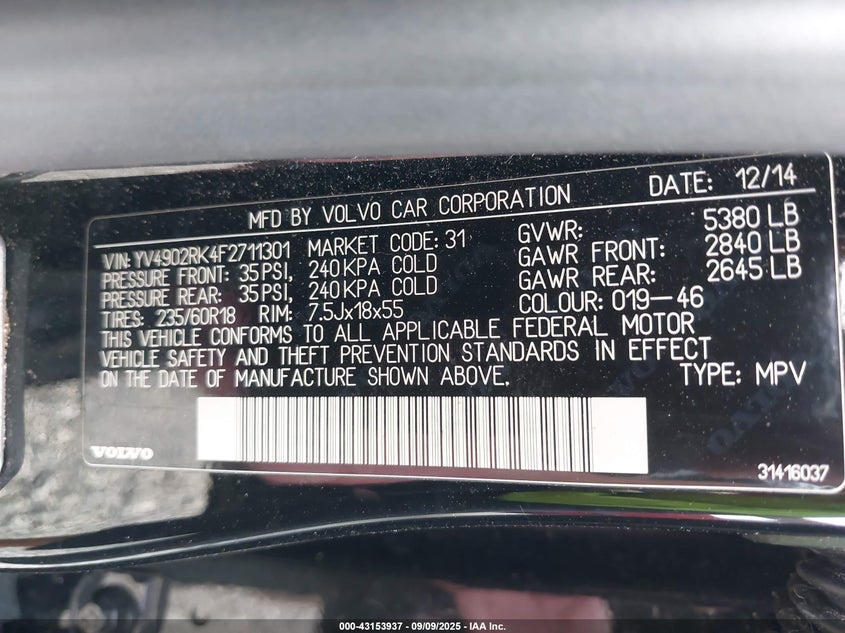 MFD BY VOLVO CAR CORPORATION DATE: 12/14
VIN: YV4902RK4F2711301 MARKET CODE: 31 GVWR: 5380 LB
PRESSURE FRONT: 35 PSI, 240 KPA COLD GAWR FRONT: 2840 LB
PRESSURE REAR: 35 PSI, 240 KPA COLD GAWR REAR: 2645 LB
TIRES: 235/60R18 RIM: 7.5Jx18x55 COLOUR: 019-46
THIS VEHICLE CONFORMS TO ALL APPLICABLE FEDERAL MOTOR
VEHICLE SAFETY AND THEFT PREVENTION STANDARDS IN EFFECT
ON THE DATE OF MANUFACTURE SHOWN ABOVE. TYPE: MPV
VOLVO 31416037
000-43153937 - 09/09/2025 - IAA Inc.